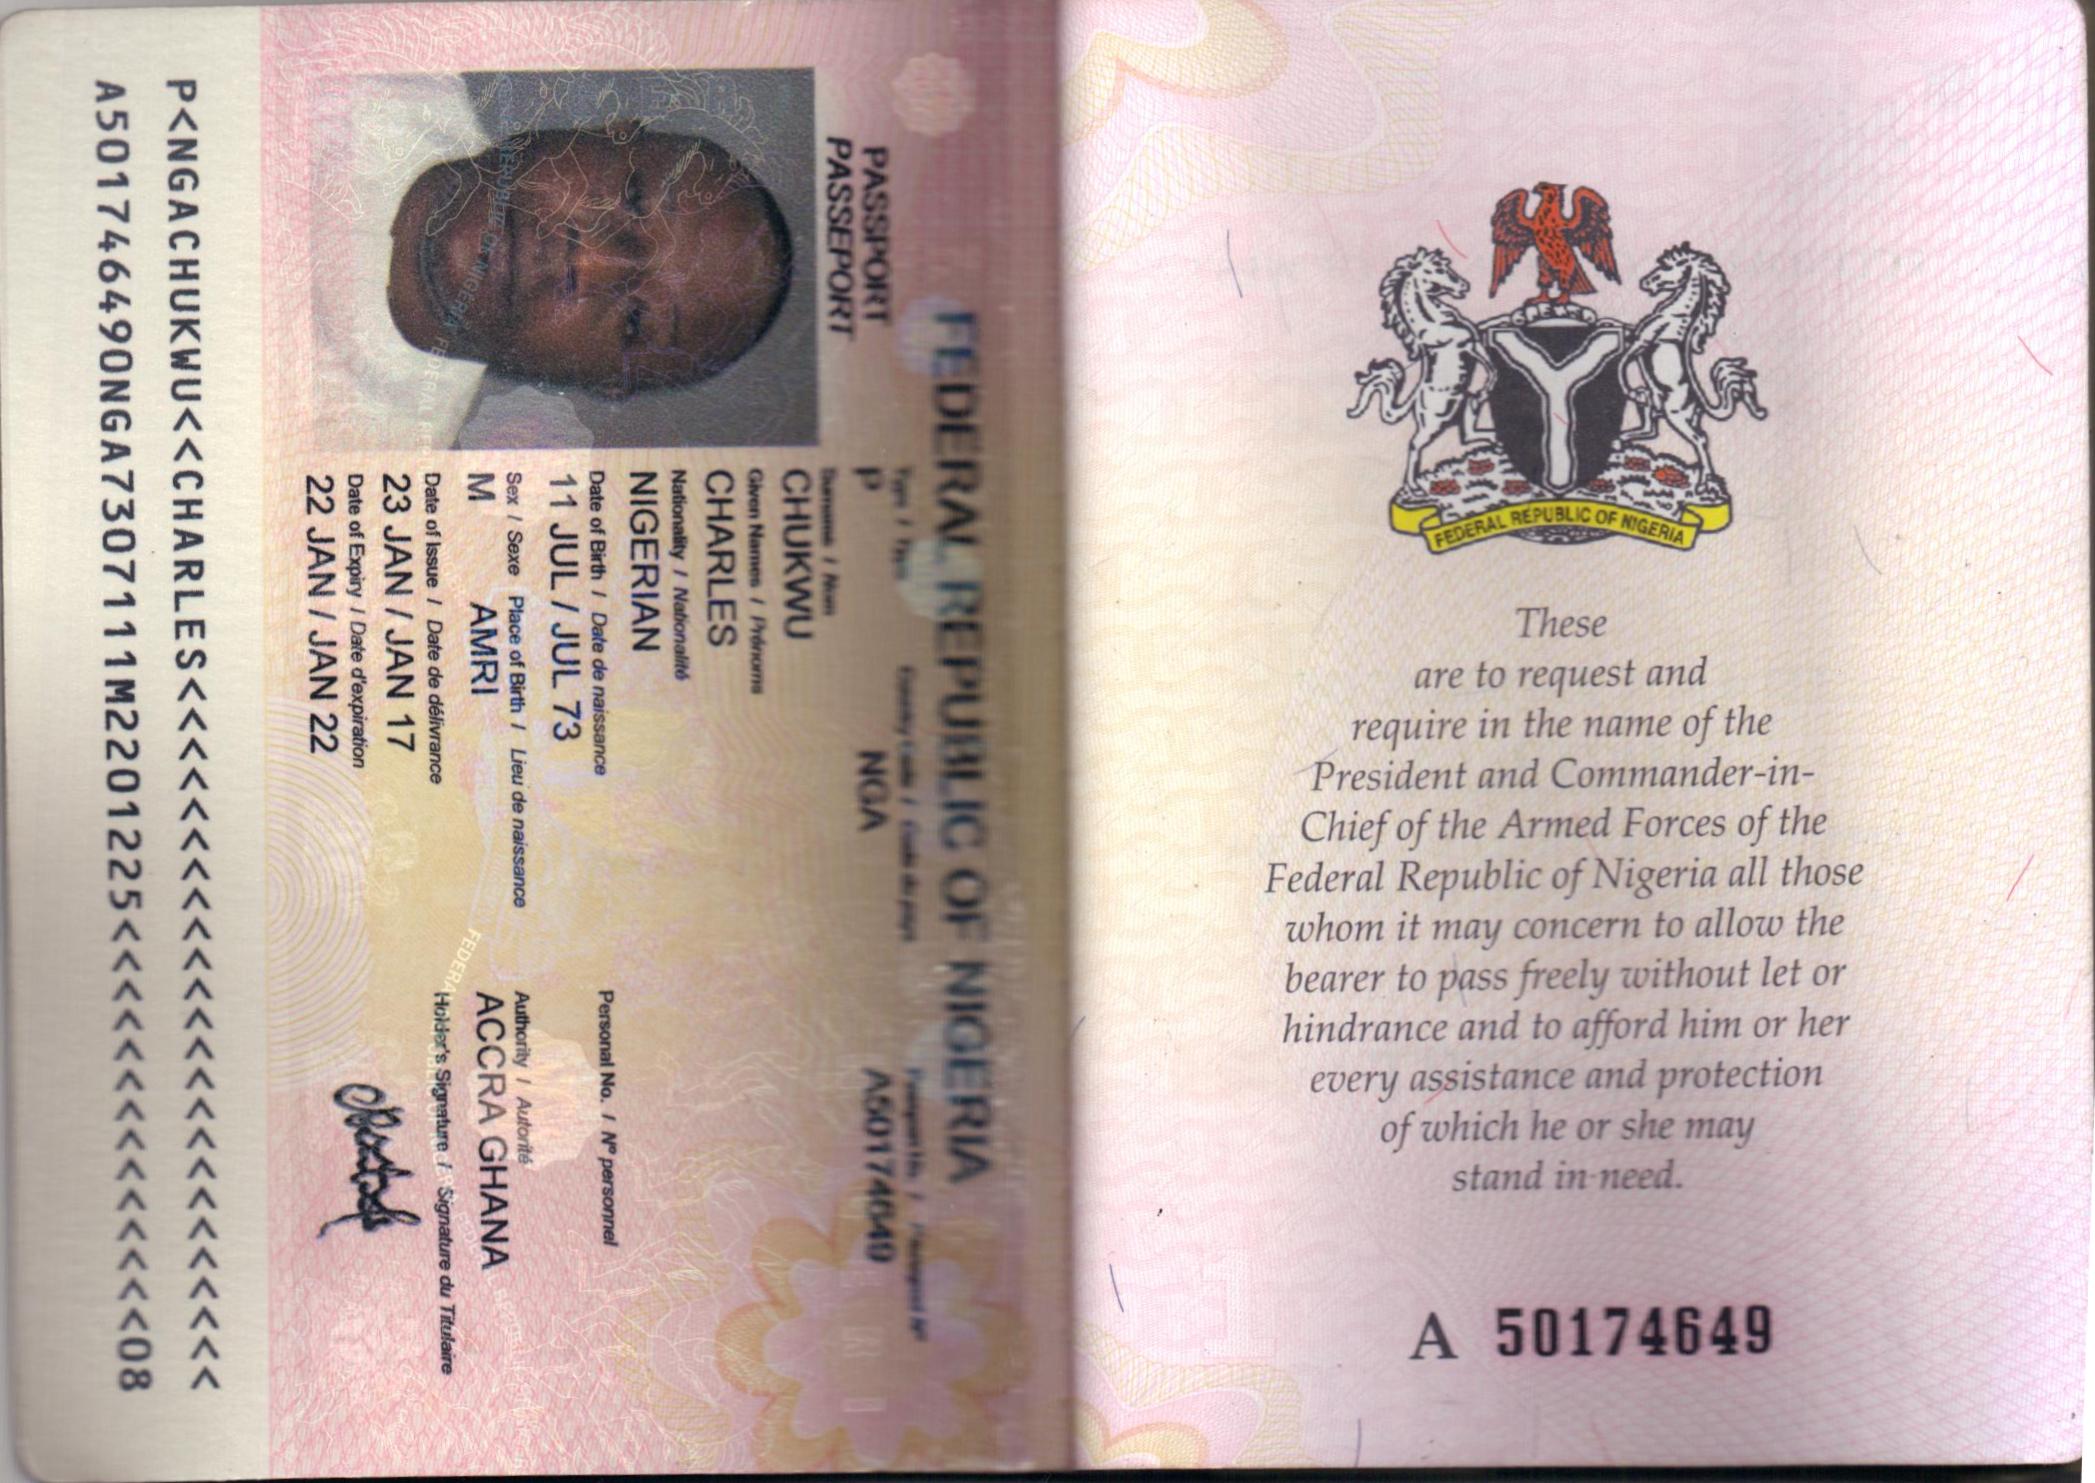 FEDERAL REPUBLIC OF NIGERIA
PASSPORT
PASSEPORT
Type / Type
P
Country Code / Code du pays
NGA
Passport No. / Passeport N°
A50174649
Surname / Nom
CHUKWU
Given Names / Prénoms
CHARLES
Nationality / Nationalité
NIGERIAN
Date of Birth / Date de naissance
11 JUL / JUL 73
Personal No. / N° personnel
Sex / Sexe
M
Place of Birth / Lieu de naissance
AMRI
Authority / Autorité
ACCRA GHANA
Date of Issue / Date de délivrance
23 JAN / JAN 17
Holder's Signature / Signature du Titulaire
Date of Expiry / Date d'expiration
22 JAN / JAN 22
P<NGACHUKWU<<CHARLES<<<<<<<<<<<<<<<<<<<<<<<<
A501746490NGA7307111M2201225<<<<<<<<<<<<<<08
FEDERAL REPUBLIC OF NIGERIA
These
are to request and
require in the name of the
President and Commander-in-
Chief of the Armed Forces of the
Federal Republic of Nigeria all those
whom it may concern to allow the
bearer to pass freely without let or
hindrance and to afford him or her
every assistance and protection
of which he or she may
stand in need.
A 50174649